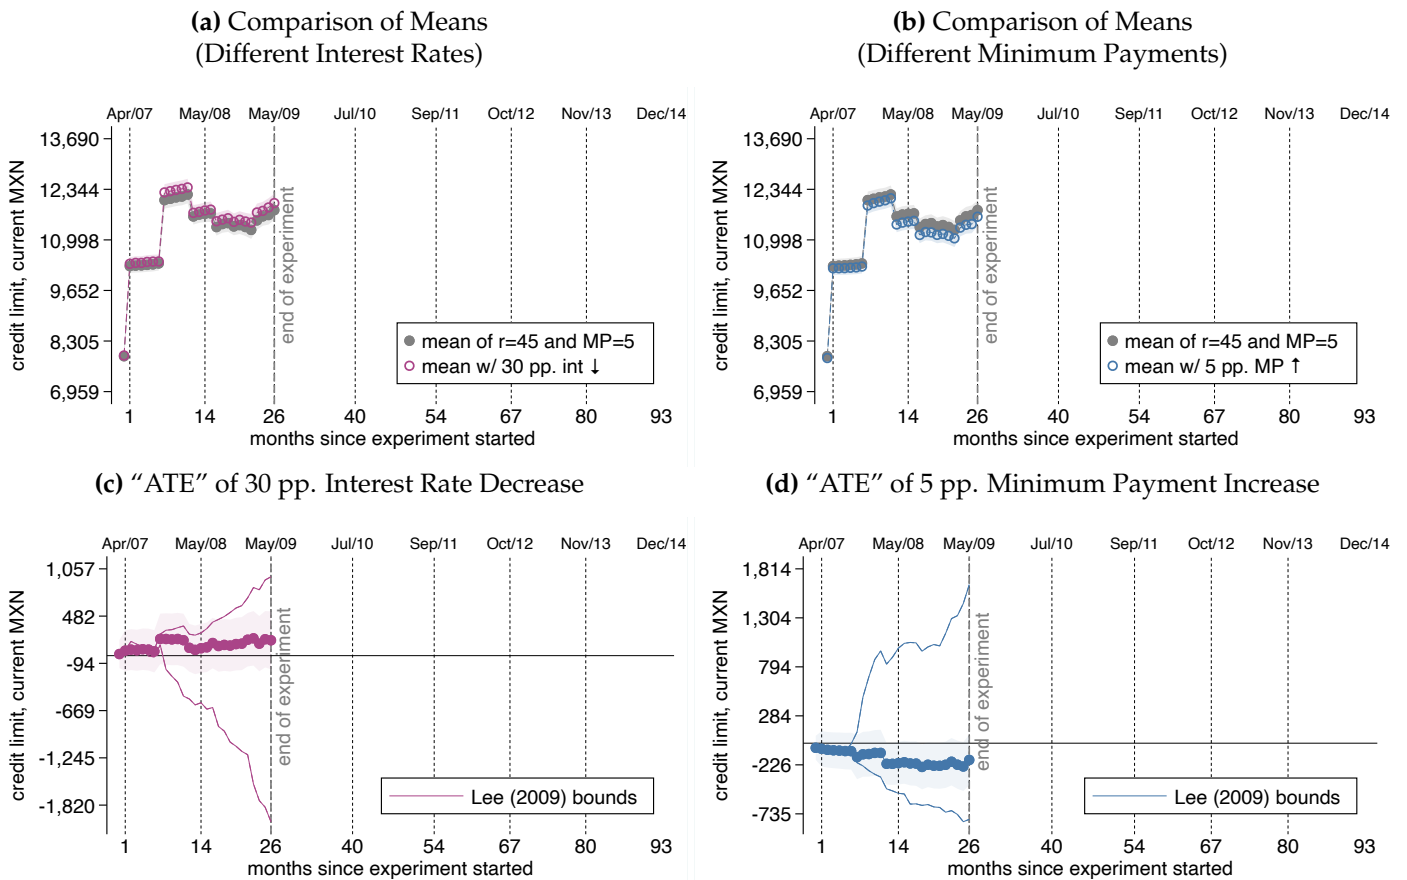 (a) Comparison of Means
(Different Interest Rates)
Apr/07 May/08 May/09 Jul/10 Sep/11 Oct/12 Nov/13 Dec/14
credit limit, current MXN
13,690
12,344
10,998
9,652
8,305
6,959
end of experiment
mean of r=45 and MP=5
mean w/ 30 pp. int ↓
1 14 26 40 54 67 80 93
months since experiment started
(b) Comparison of Means
(Different Minimum Payments)
Apr/07 May/08 May/09 Jul/10 Sep/11 Oct/12 Nov/13 Dec/14
credit limit, current MXN
13,690
12,344
10,998
9,652
8,305
6,959
end of experiment
mean of r=45 and MP=5
mean w/ 5 pp. MP ↑
1 14 26 40 54 67 80 93
months since experiment started
(c) “ATE” of 30 pp. Interest Rate Decrease
Apr/07 May/08 May/09 Jul/10 Sep/11 Oct/12 Nov/13 Dec/14
credit limit, current MXN
1,057
482
-94
-669
-1,245
-1,820
end of experiment
Lee (2009) bounds
1 14 26 40 54 67 80 93
months since experiment started
(d) “ATE” of 5 pp. Minimum Payment Increase
Apr/07 May/08 May/09 Jul/10 Sep/11 Oct/12 Nov/13 Dec/14
credit limit, current MXN
1,814
1,304
794
284
-226
-735
end of experiment
Lee (2009) bounds
1 14 26 40 54 67 80 93
months since experiment started